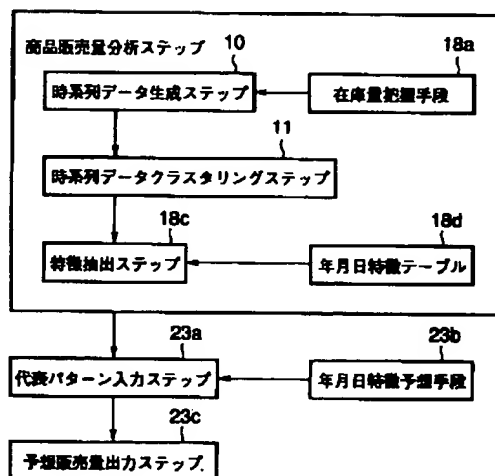 商品販売量分析ステップ
10
18a
時系列データ生成ステップ
在庫量把握手段
11
時系列データクラスタリングステップ
18c
18d
特徴抽出ステップ
年月日特徴テーブル
23a
23b
代表パターン入力ステップ
年月日特徴予想手段
23c
予想販売量出力ステップ.